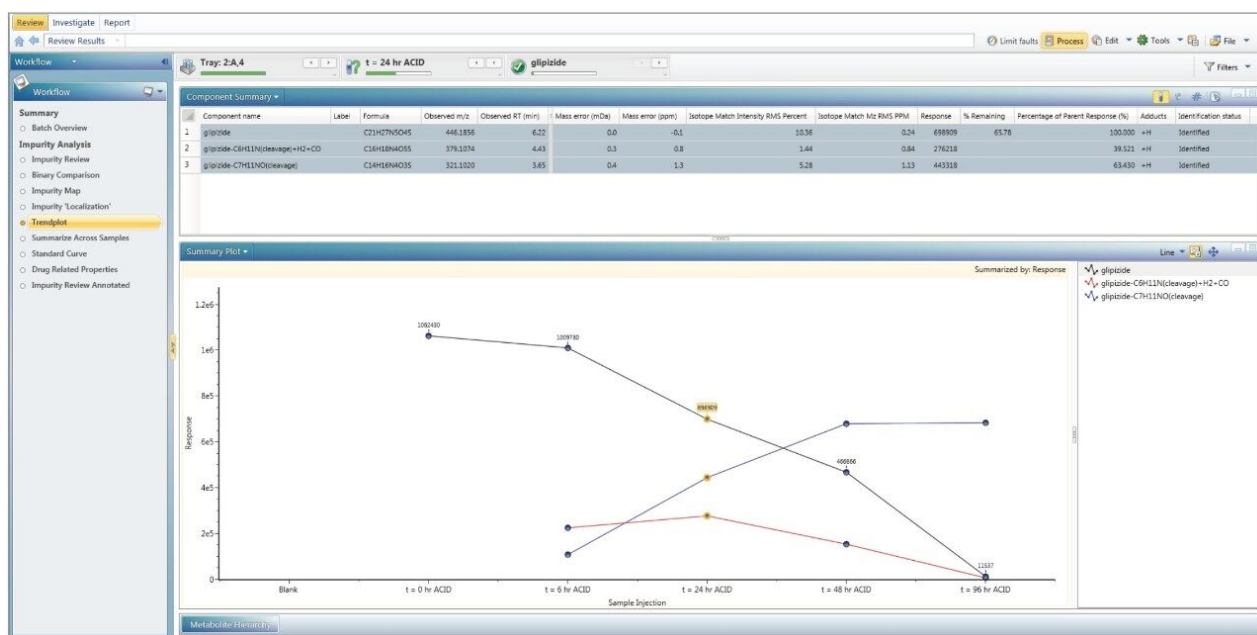 Review Investigate Report
Review Results
Limit faults Process Edit Tools File
Workflow
Tray: 2:A,4 t = 24 hr ACID glipizide
Filters
Workflow
Summary
Batch Overview
Impurity Analysis
Impurity Review
Binary Comparison
Impurity Map
Impurity 'Localization'
Trendplot
Summarize Across Samples
Standard Curve
Drug Related Properties
Impurity Review Annotated
Component Summary
Component name Label Formula Observed m/z Observed RT (min) Mass error (mDa) Mass error (ppm) Isotope Match Intensity RMS Percent Isotope Match Mz RMS PPM Response % Remaining Percentage of Parent Response (%) Adducts Identification status
1 glipizide C21H27N5O4S 446.1856 6.22 0.0 -0.1 10.36 0.24 698909 65.78 100.000 +H Identified
2 glipizide-C6H11N(cleavage)+H2+CO C16H18N4O5S 379.1074 4.43 0.3 0.8 1.44 0.84 276218 39.521 +H Identified
3 glipizide-C7H11NO(cleavage) C14H16N4O3S 321.1020 3.65 0.4 1.3 5.28 1.13 443318 63.430 +H Identified
Summary Plot
Line
Summarized by: Response
glipizide
glipizide-C6H11N(cleavage)+H2+CO
glipizide-C7H11NO(cleavage)
Response
1.2e6
1e6
8e5
6e5
4e5
2e5
0
1062430
1009780
698909
466866
11537
Blank t = 0 hr ACID t = 6 hr ACID t = 24 hr ACID t = 48 hr ACID t = 96 hr ACID
Sample Injection
Metabolite Hierarchy